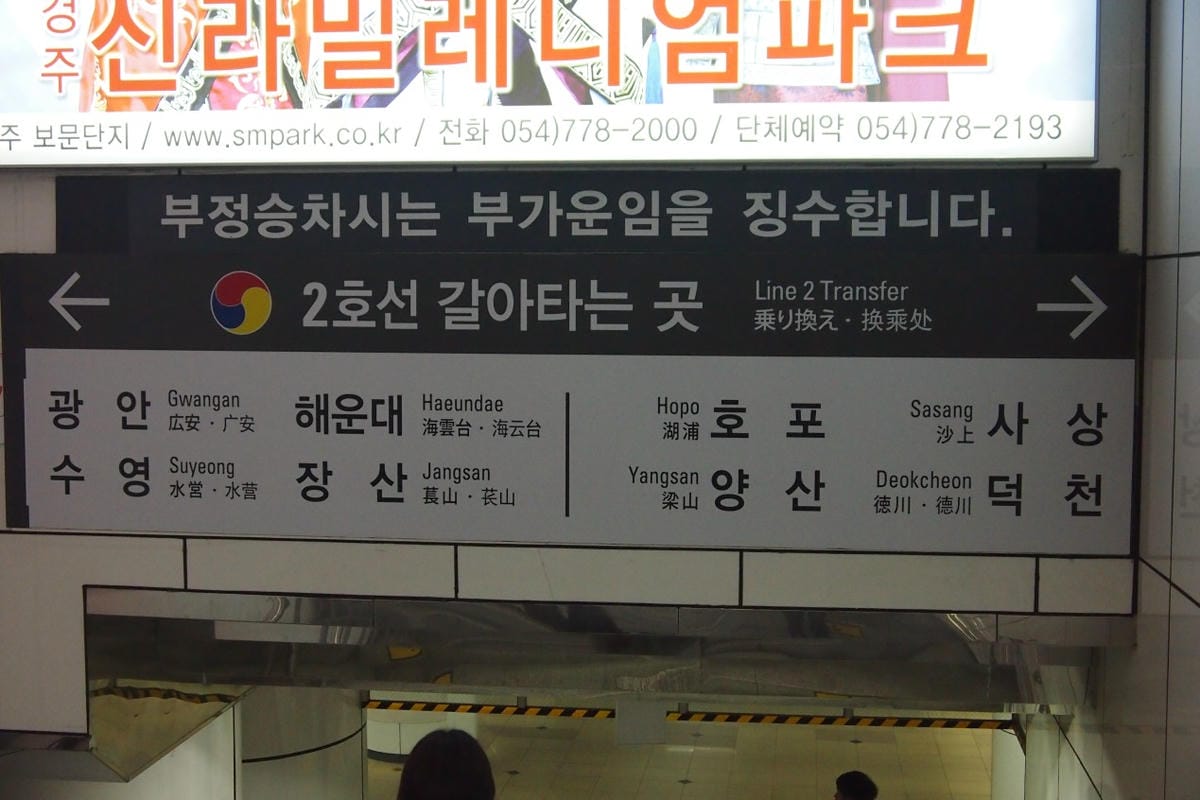 경주 신라밀레니엄파크
주 보문단지 / www.smpark.co.kr / 전화 054)778-2000 / 단체예약 054)778-2193
부정승차시는 부가운임을 징수합니다.
← 2호선 갈아타는 곳 Line 2 Transfer →
乗り換え · 换乘处
광안 Gwangan 広安 · 广安
해운대 Haeundae 海雲台 · 海云台
수영 Suyeong 水営 · 水营
장산 Jangsan 萇山 · 苌山
Hopo 湖浦 호포
Sasang 沙上 사상
Yangsan 梁山 양산
Deokcheon 徳川 · 德川 덕천